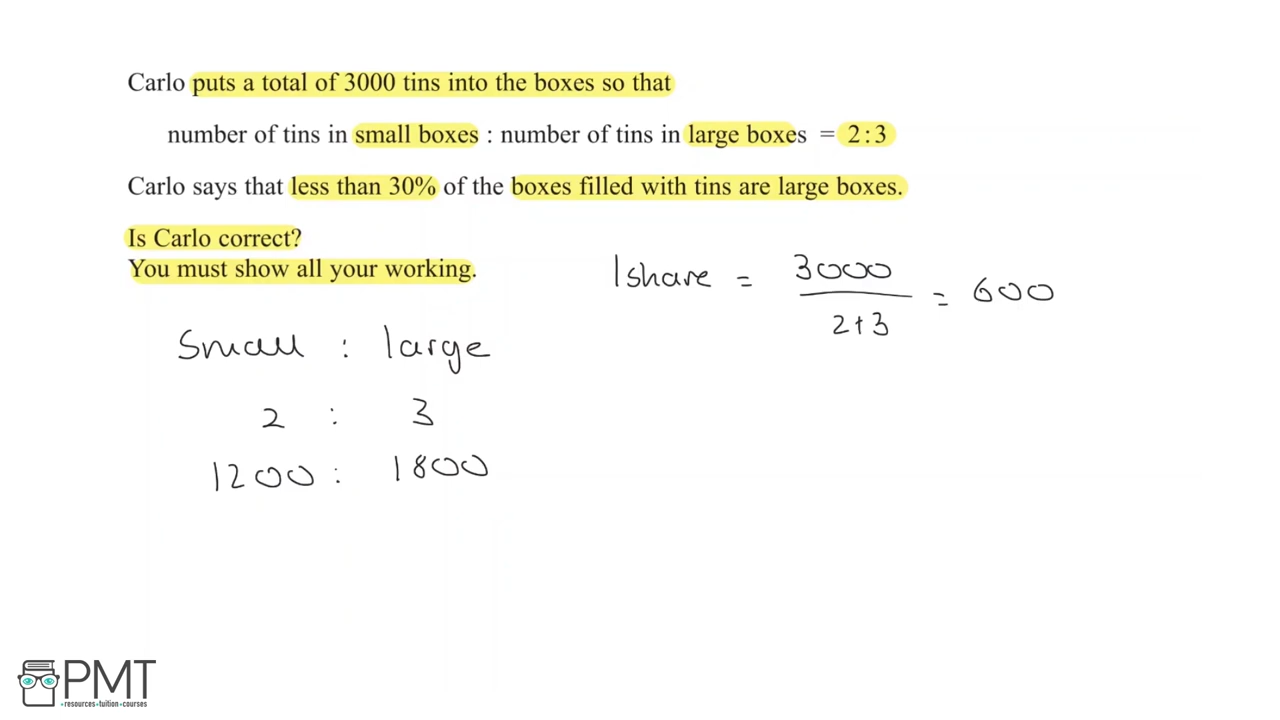 Carlo puts a total of 3000 tins into the boxes so that
number of tins in small boxes : number of tins in large boxes = 2 : 3
Carlo says that less than 30% of the boxes filled with tins are large boxes.
Is Carlo correct?
You must show all your working.
1 share = 3000 / 2+3 = 600
Small : large
2 : 3
1200 : 1800
PMT
resources•tuition•courses